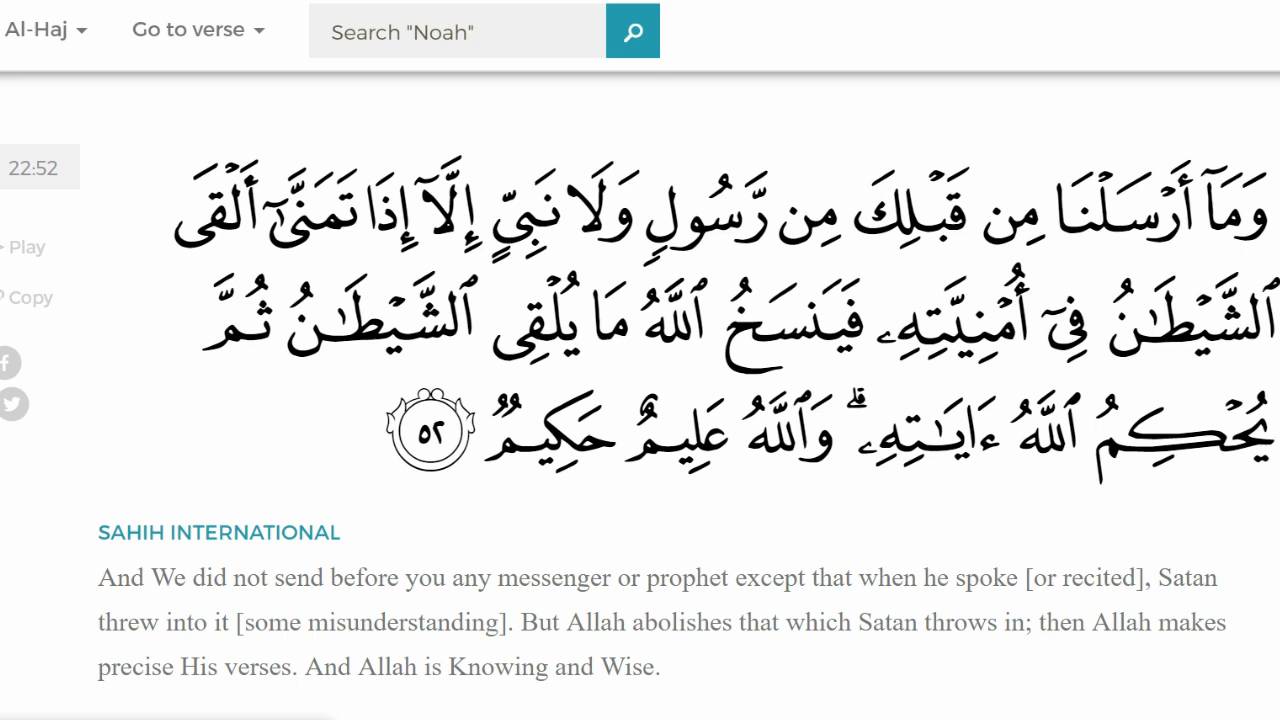 Al-Haj Go to verse Search "Noah"
22:52
وَمَآ أَرْسَلْنَا مِن قَبْلِكَ مِن رَّسُولٍ وَلَا نَبِىٍّ إِلَّآ إِذَا تَمَنَّىٰٓ أَلْقَى
ٱلشَّيْطَـٰنُ فِىٓ أُمْنِيَّتِهِۦ فَيَنسَخُ ٱللَّهُ مَا يُلْقِى ٱلشَّيْطَـٰنُ ثُمَّ
يُحْكِمُ ٱللَّهُ ءَايَـٰتِهِۦ ۗ وَٱللَّهُ عَلِيمٌ حَكِيمٌ ٥٢
Play
Copy
SAHIH INTERNATIONAL
And We did not send before you any messenger or prophet except that when he spoke [or recited], Satan
threw into it [some misunderstanding]. But Allah abolishes that which Satan throws in; then Allah makes
precise His verses. And Allah is Knowing and Wise.